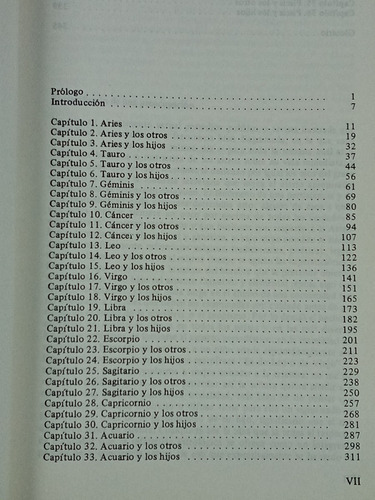 Prólogo . . . . . . . . . . . . . . . . . . . . 1
Introducción . . . . . . . . . . . . . . . . . . . . 7
Capítulo 1. Aries . . . . . . . . . . . . . . . . . . . . 11
Capítulo 2. Aries y los otros . . . . . . . . . . . . . . . . . . . . 19
Capítulo 3. Aries y los hijos . . . . . . . . . . . . . . . . . . . . 32
Capítulo 4. Tauro . . . . . . . . . . . . . . . . . . . . 37
Capítulo 5. Tauro y los otros . . . . . . . . . . . . . . . . . . . . 44
Capítulo 6. Tauro y los hijos . . . . . . . . . . . . . . . . . . . . 56
Capítulo 7. Géminis . . . . . . . . . . . . . . . . . . . . 61
Capítulo 8. Géminis y los otros . . . . . . . . . . . . . . . . . . . . 69
Capítulo 9. Géminis y los hijos . . . . . . . . . . . . . . . . . . . . 80
Capítulo 10. Cáncer . . . . . . . . . . . . . . . . . . . . 85
Capítulo 11. Cáncer y los otros . . . . . . . . . . . . . . . . . . . . 94
Capítulo 12. Cáncer y los hijos . . . . . . . . . . . . . . . . . . . . 107
Capítulo 13. Leo . . . . . . . . . . . . . . . . . . . . 113
Capítulo 14. Leo y los otros . . . . . . . . . . . . . . . . . . . . 122
Capítulo 15. Leo y los hijos . . . . . . . . . . . . . . . . . . . . 136
Capítulo 16. Virgo . . . . . . . . . . . . . . . . . . . . 141
Capítulo 17. Virgo y los otros . . . . . . . . . . . . . . . . . . . . 151
Capítulo 18. Virgo y los hijos . . . . . . . . . . . . . . . . . . . . 165
Capítulo 19. Libra . . . . . . . . . . . . . . . . . . . . 173
Capítulo 20. Libra y los otros . . . . . . . . . . . . . . . . . . . . 182
Capítulo 21. Libra y los hijos . . . . . . . . . . . . . . . . . . . . 195
Capítulo 22. Escorpio . . . . . . . . . . . . . . . . . . . . 201
Capítulo 23. Escorpio y los otros . . . . . . . . . . . . . . . . . . . . 211
Capítulo 24. Escorpio y los hijos . . . . . . . . . . . . . . . . . . . . 223
Capítulo 25. Sagitario . . . . . . . . . . . . . . . . . . . . 229
Capítulo 26. Sagitario y los otros . . . . . . . . . . . . . . . . . . . . 238
Capítulo 27. Sagitario y los hijos . . . . . . . . . . . . . . . . . . . . 250
Capítulo 28. Capricornio . . . . . . . . . . . . . . . . . . . . 257
Capítulo 29. Capricornio y los otros . . . . . . . . . . . . . . . . . . . . 268
Capítulo 30. Capricornio y los hijos . . . . . . . . . . . . . . . . . . . . 281
Capítulo 31. Acuario . . . . . . . . . . . . . . . . . . . . 287
Capítulo 32. Acuario y los otros . . . . . . . . . . . . . . . . . . . . 298
Capítulo 33. Acuario y los hijos . . . . . . . . . . . . . . . . . . . . 311
VII